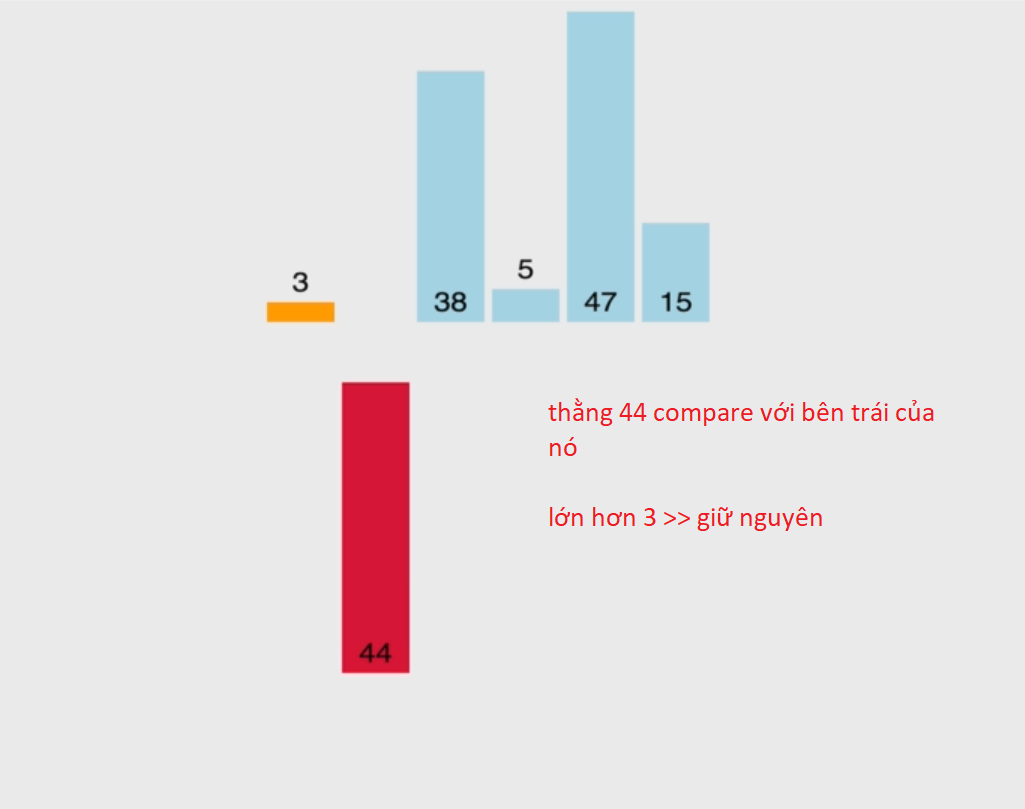 3
5
38
47
15
thằng 44 compare với bên trái của
nó
lớn hơn 3 >> giữ nguyên
44